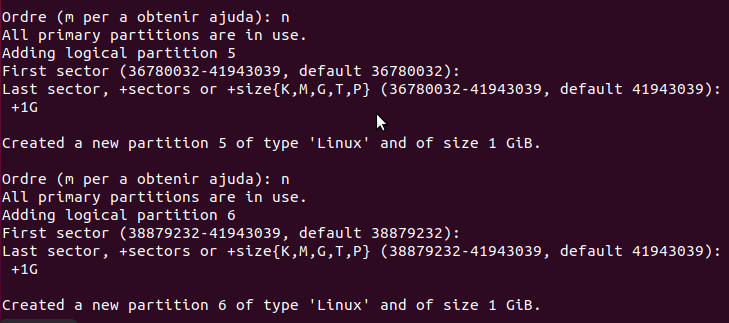 Ordre (m per a obtenir ajuda): n
All primary partitions are in use.
Adding logical partition 5
First sector (36780032-41943039, default 36780032):
Last sector, +sectors or +size{K,M,G,T,P} (36780032-41943039, default 41943039):
+1G
Created a new partition 5 of type 'Linux' and of size 1 GiB.
Ordre (m per a obtenir ajuda): n
All primary partitions are in use.
Adding logical partition 6
First sector (38879232-41943039, default 38879232):
Last sector, +sectors or +size{K,M,G,T,P} (38879232-41943039, default 41943039):
+1G
Created a new partition 6 of type 'Linux' and of size 1 GiB.